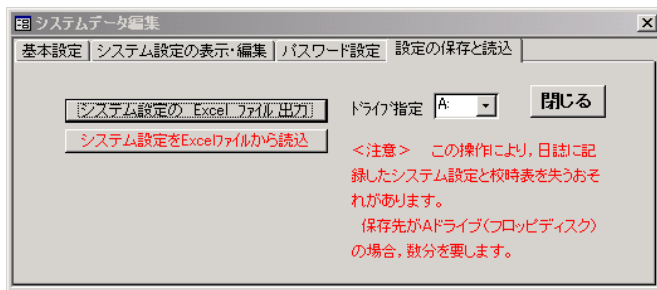 システムデータ編集
基本設定 システム設定の表示・編集 パスワード設定 設定の保存と読込
システム設定の Excel ファイル出力
ドライブ指定 A: 閉じる
システム設定をExcelファイルから読込
<注意> この操作により,日誌に記
録したシステム設定と校時表を失うおそ
れがあります。
保存先がAドライブ(フロッピディスク)
の場合,数分を要します。